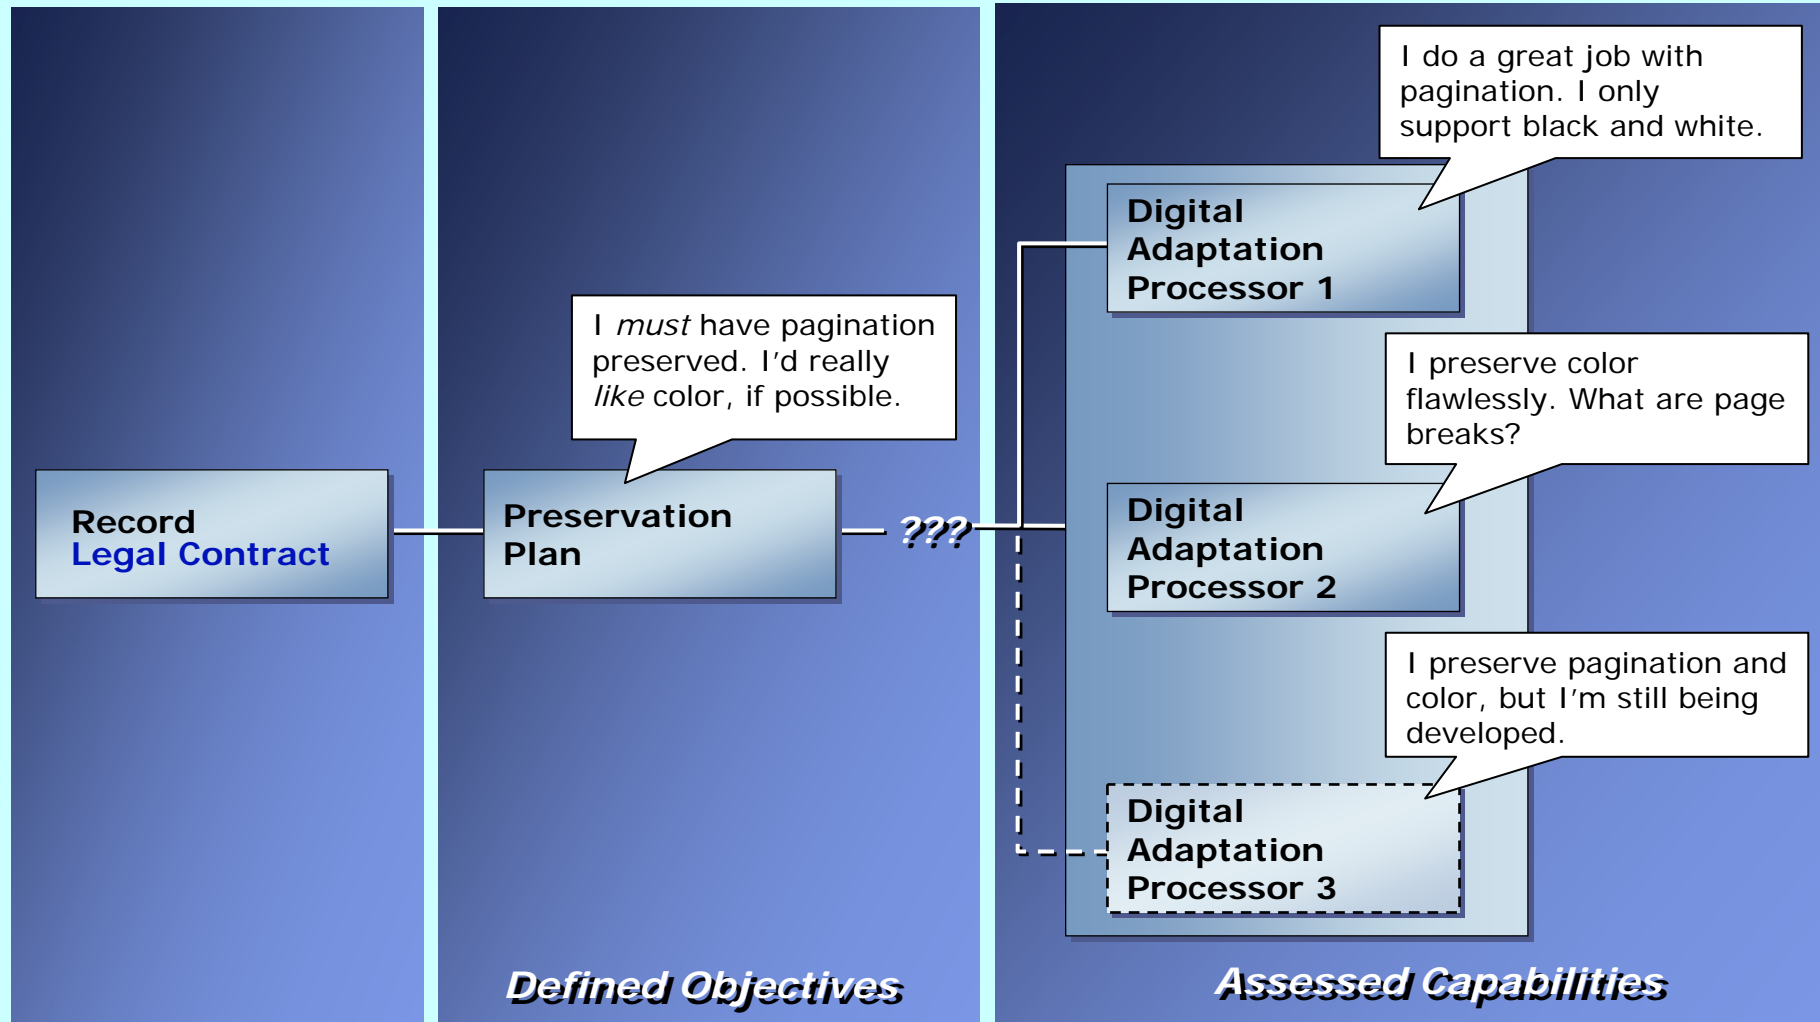 Record
Legal Contract
I must have pagination
preserved. I'd really
like color, if possible.
Preservation
Plan
???
Defined Objectives
I do a great job with
pagination. I only
support black and white.
Digital
Adaptation
Processor 1
I preserve color
flawlessly. What are page
breaks?
Digital
Adaptation
Processor 2
I preserve pagination and
color, but I'm still being
developed.
Digital
Adaptation
Processor 3
Assessed Capabilities